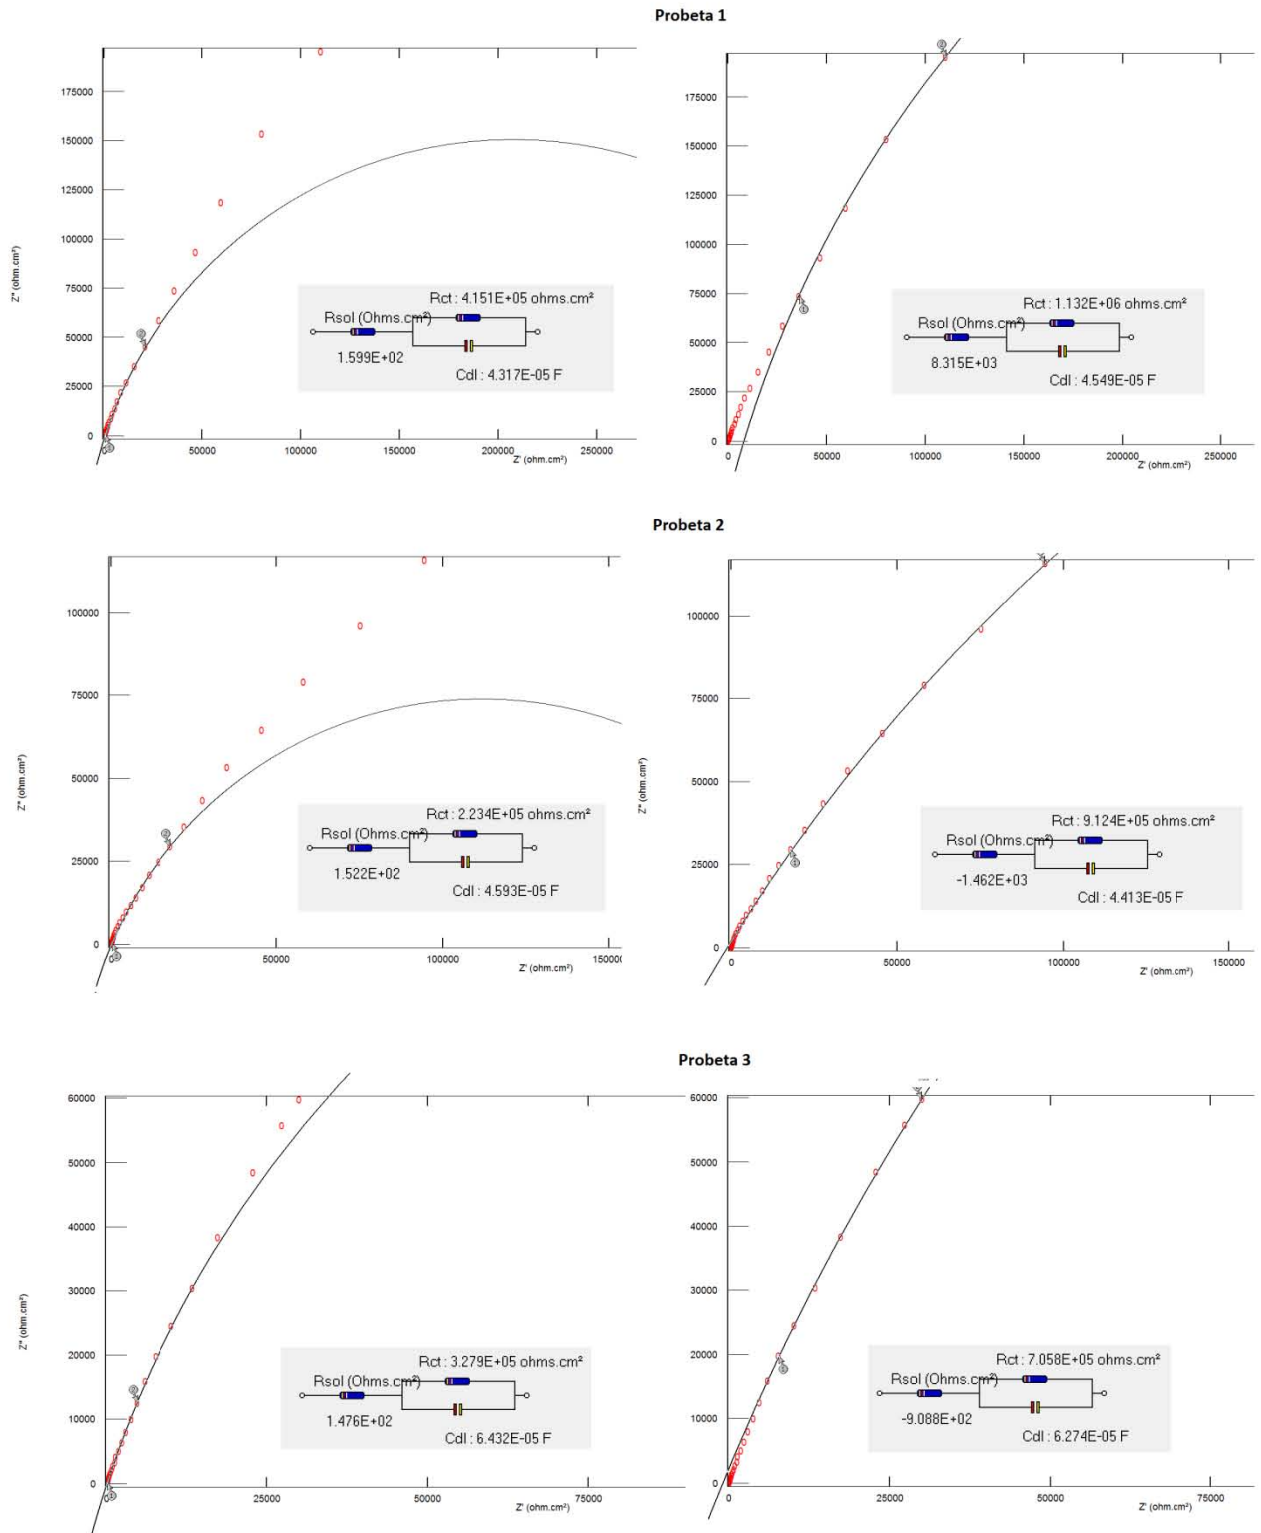 Probeta 1
175000
150000
125000
100000
75000
50000
25000
0
Z'' (ohm.cm²)
0
50000
100000
150000
200000
250000
Z' (ohm.cm²)
Rct : 4.151E+05 ohms.cm²
Rsol (Ohms.cm²)
1.599E+02
Cdl : 4.317E-05 F
175000
150000
125000
100000
75000
50000
25000
0
0
50000
100000
150000
200000
250000
Z' (ohm.cm²)
Rct : 1.132E+06 ohms.cm²
Rsol (Ohms.cm²)
8.315E+03
Cdl : 4.549E-05 F
Probeta 2
100000
75000
50000
25000
0
Z'' (ohm.cm²)
0
50000
100000
150000
Z' (ohm.cm²)
Rct : 2.234E+05 ohms.cm²
Rsol (Ohms.cm²)
1.522E+02
Cdl : 4.593E-05 F
100000
75000
50000
25000
0
Z'' (ohm.cm²)
0
50000
100000
150000
Z' (ohm.cm²)
Rct : 9.124E+05 ohms.cm²
Rsol (Ohms.cm²)
-1.462E+03
Cdl : 4.413E-05 F
Probeta 3
60000
50000
40000
30000
20000
10000
0
Z'' (ohm.cm²)
25000
50000
75000
Z' (ohm.cm²)
Rct : 3.279E+05 ohms.cm²
Rsol (Ohms.cm²)
1.476E+02
Cdl : 6.432E-05 F
60000
50000
40000
30000
20000
10000
0
0
25000
50000
75000
Z' (ohm.cm²)
Rct : 7.058E+05 ohms.cm²
Rsol (Ohms.cm²)
-9.088E+02
Cdl : 6.274E-05 F